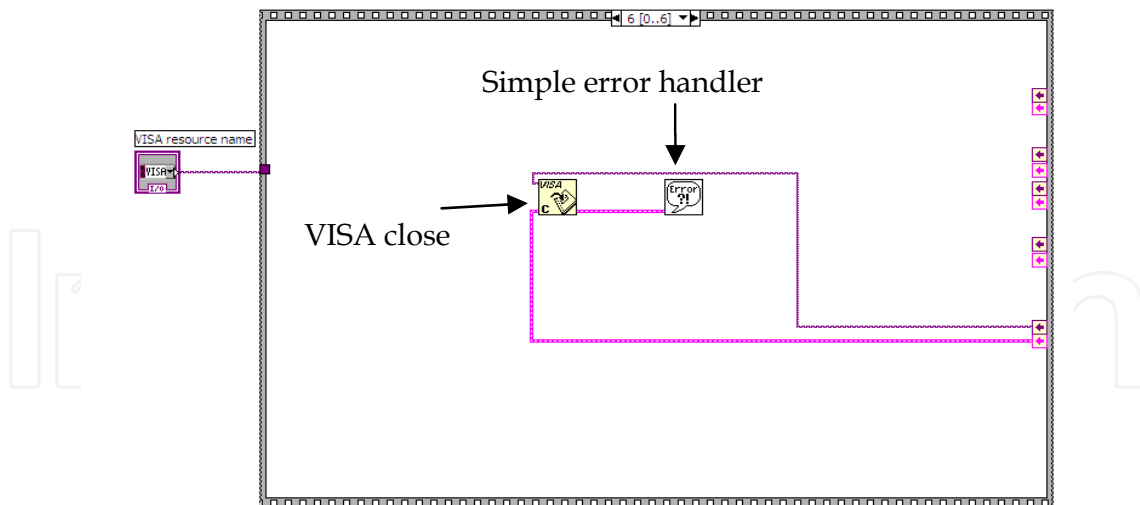 6 [0..6]
Simple error handler
VISA resource name
VISA
I/O
VISA
C
Error
?!
VISA close